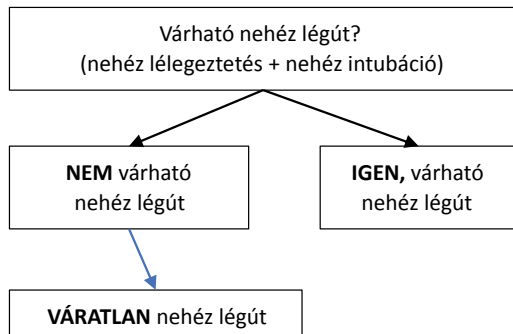 Várható nehéz légút?
(nehéz lélegeztetés + nehéz intubáció)
NEM várható
nehéz légút
IGEN, várható
nehéz légút
VÁRATLAN nehéz légút